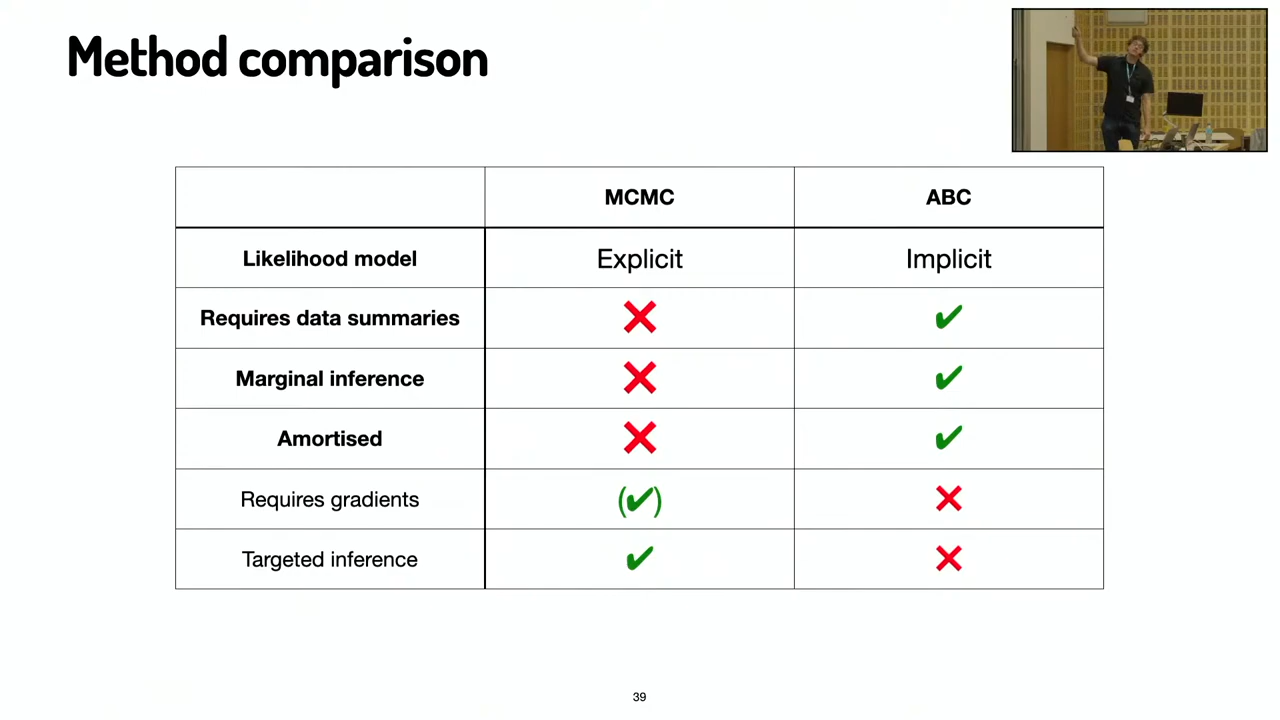 Method comparison
MCMC ABC
Likelihood model Explicit Implicit
Requires data summaries ❌ ✔
Marginal inference ❌ ✔
Amortised ❌ ✔
Requires gradients (✔) ❌
Targeted inference ✔ ❌
39